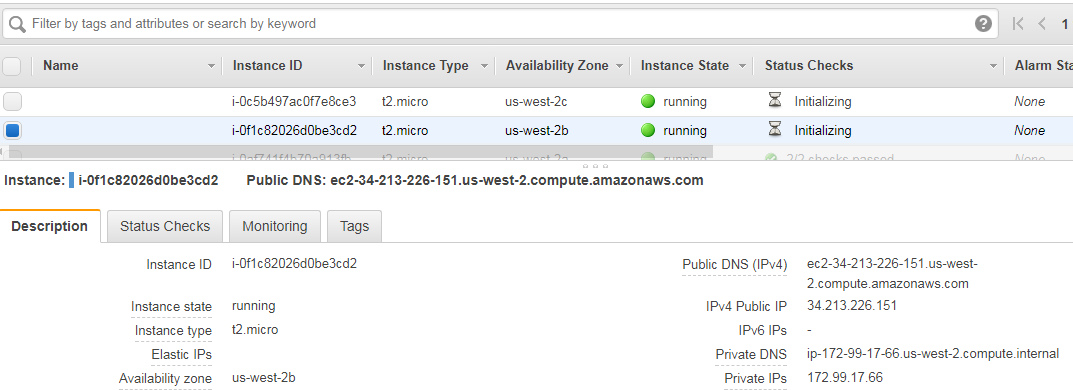 Filter by tags and attributes or search by keyword ? 1
Name Instance ID Instance Type Availability Zone Instance State Status Checks Alarm Sta
i-0c5b497ac0f7e8ce3 t2.micro us-west-2c running Initializing None
i-0f1c82026d0be3cd2 t2.micro us-west-2b running Initializing None
i-0af741f4b70a913fb t2.micro us-west-2a running 2/2 checks passed None
Instance: i-0f1c82026d0be3cd2 Public DNS: ec2-34-213-226-151.us-west-2.compute.amazonaws.com
Description Status Checks Monitoring Tags
Instance ID i-0f1c82026d0be3cd2 Public DNS (IPv4) ec2-34-213-226-151.us-west-
2.compute.amazonaws.com
Instance state running IPv4 Public IP 34.213.226.151
Instance type t2.micro IPv6 IPs -
Elastic IPs Private DNS ip-172-99-17-66.us-west-2.compute.internal
Availability zone us-west-2b Private IPs 172.99.17.66